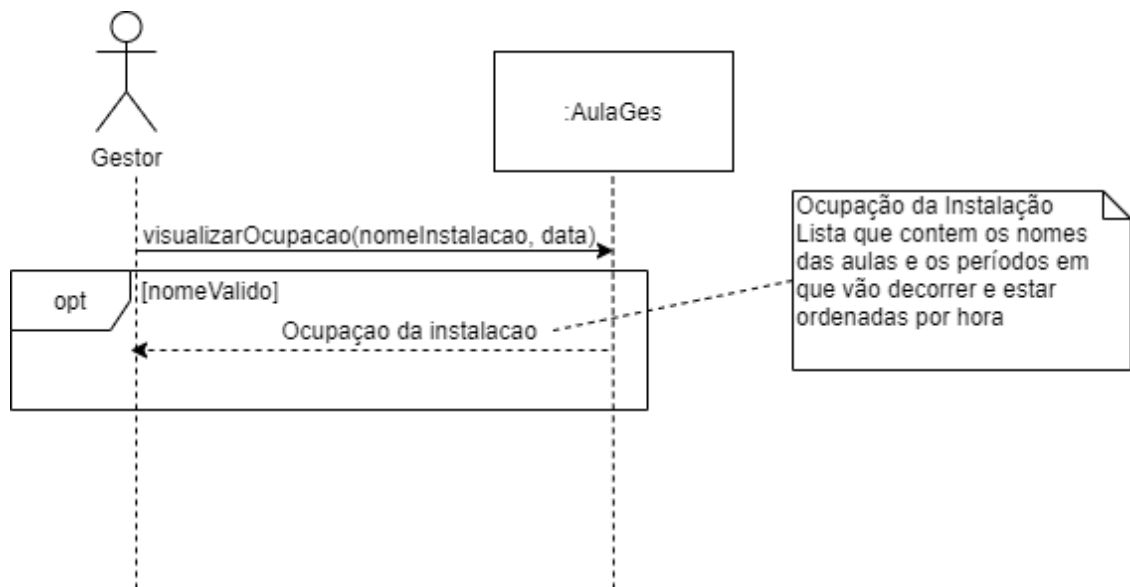 Gestor
:AulaGes
visualizarOcupacao(nomeInstalacao, data)
Ocupação da Instalação
Lista que contem os nomes
das aulas e os períodos em
que vão decorrer e estar
ordenadas por hora
opt
[nomeValido]
Ocupaçao da instalacao